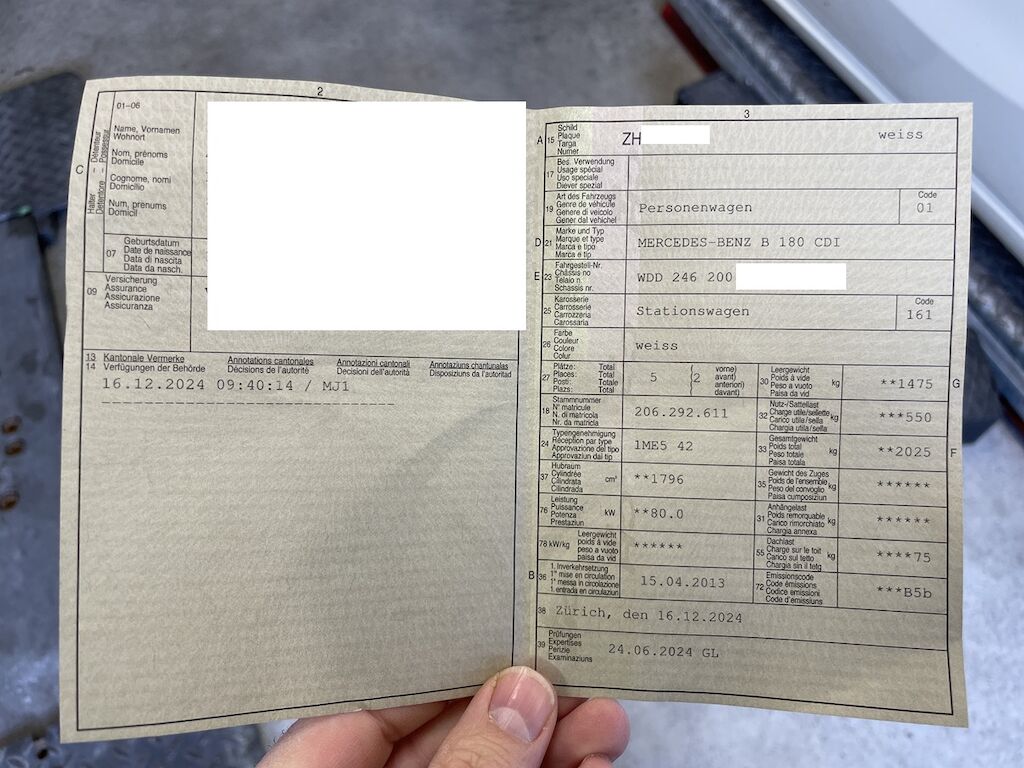 2
01–06
Name, Vornamen
Wohnort
Nom, prénoms
Domicile
Cognome, nomi
Domicilio
Num, prenums
Domicil
C
Halter – Détenteur
Detentore – Possessur
07
Geburtsdatum
Date de naissance
Data di nascita
Data da nasch.
09
Versicherung
Assurance
Assicurazione
Assicuranza
13
14
Kantonale Vermerke
Verfügungen der Behörde
Annotations cantonales
Décisions de l'autorité
Annotazioni cantonali
Decisioni dell'autorità
Annotaziuns chantunalas
Disposiziuns da l'autoritad
16.12.2024 09:40:14 / MJ1
3
A 15
Schild
Plaque
Targa
Numer
ZH weiss
17
Bes. Verwendung
Usage spécial
Uso speciale
Diever spezial
19
Art des Fahrzeugs
Genre de véhicule
Genere di veicolo
Gener dal vehichel
Personenwagen
Code
01
D 21
Marke und Typ
Marque et type
Marca e tipo
Marca e tip
MERCEDES-BENZ B 180 CDI
E 23
Fahrgestell-Nr.
Châssis no
Telaio n.
Schassis nr.
WDD 246 200
25
Karosserie
Carrosserie
Carrozzeria
Carossaria
Stationswagen
Code
161
26
Farbe
Couleur
Colore
Colur
weiss
27
Plätze: Total
Places: Total
Posti: Totale
Plazs: Total
5 (2
vorne)
avant)
anteriori)
davant)
30
Leergewicht
Poids à vide
Peso a vuoto
Paisa vida
kg
**1475
G
18
Stammnummer
N° matricule
N. di matricola
Nr. da matricla
206.292.611
32
Nutz-/Sattellast
Charge utile/sellette
Carico utile/sella
Chargia utila/sella
kg
***550
24
Typengenehmigung
Réception par type
Approvazione del tipo
Approvaziun dal tip
1ME5 42
33
Gesamtgewicht
Poids total
Peso totale
Paisa totala
kg
**2025
F
37
Hubraum
Cylindrée
Cilindrata
Cilindrada
cm³
**1796
35
Gewicht des Zuges
Poids de l'ensemble
Peso del convoglio
Paisa cumposiziun
kg
******
76
Leistung
Puissance
Potenza
Prestaziun
kW
**80.0
31
Anhängelast
Poids remorquable
Carico rimorchiato
Chargia annexa
kg
******
78 kW/kg
Leergewicht
poids à vide
peso a vuoto
paisa da vid
******
55
Dachlast
Charge sur le toit
Carico sul tetto
Chargia sin il tetg
kg
****75
B 36
1. Inverkehrsetzung
1re mise en circulation
1a messa in circolazione
1. entrada en circulaziun
15.04.2013
72
Emissionscode
Code émissions
Codice emissioni
Code d'emissiuns
***B5b
38
Zürich, den 16.12.2024
39
Prüfungen
Expertises
Perizie
Examinaziuns
24.06.2024 GL